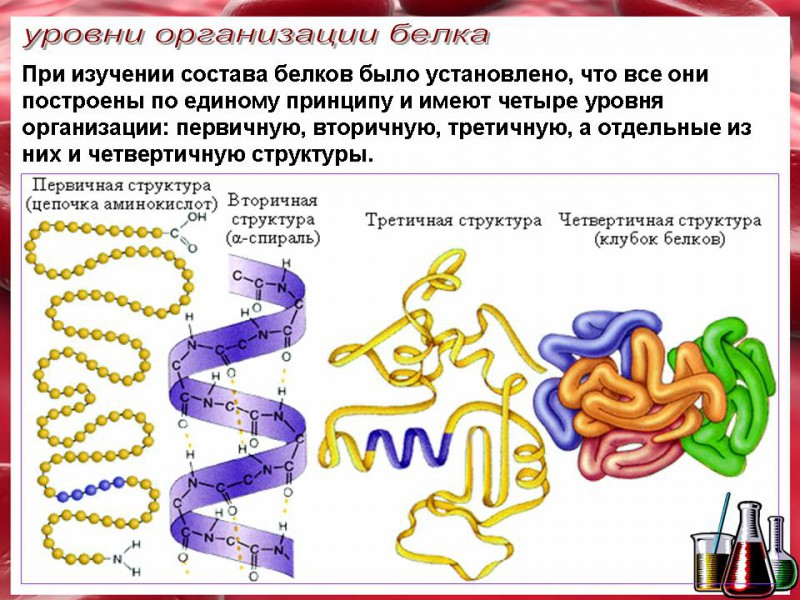 уровни организации белка
При изучении состава белков было установлено, что все они
построены по единому принципу и имеют четыре уровня
организации: первичную, вторичную, третичную, а отдельные из
них и четвертичную структуры.
Первичная структура
(цепочка аминокислот)
Вторичная
структура
(α-спираль)
Третичная структура
Четвертичная структура
(клубок белков)
OH
C
O
H
N
H